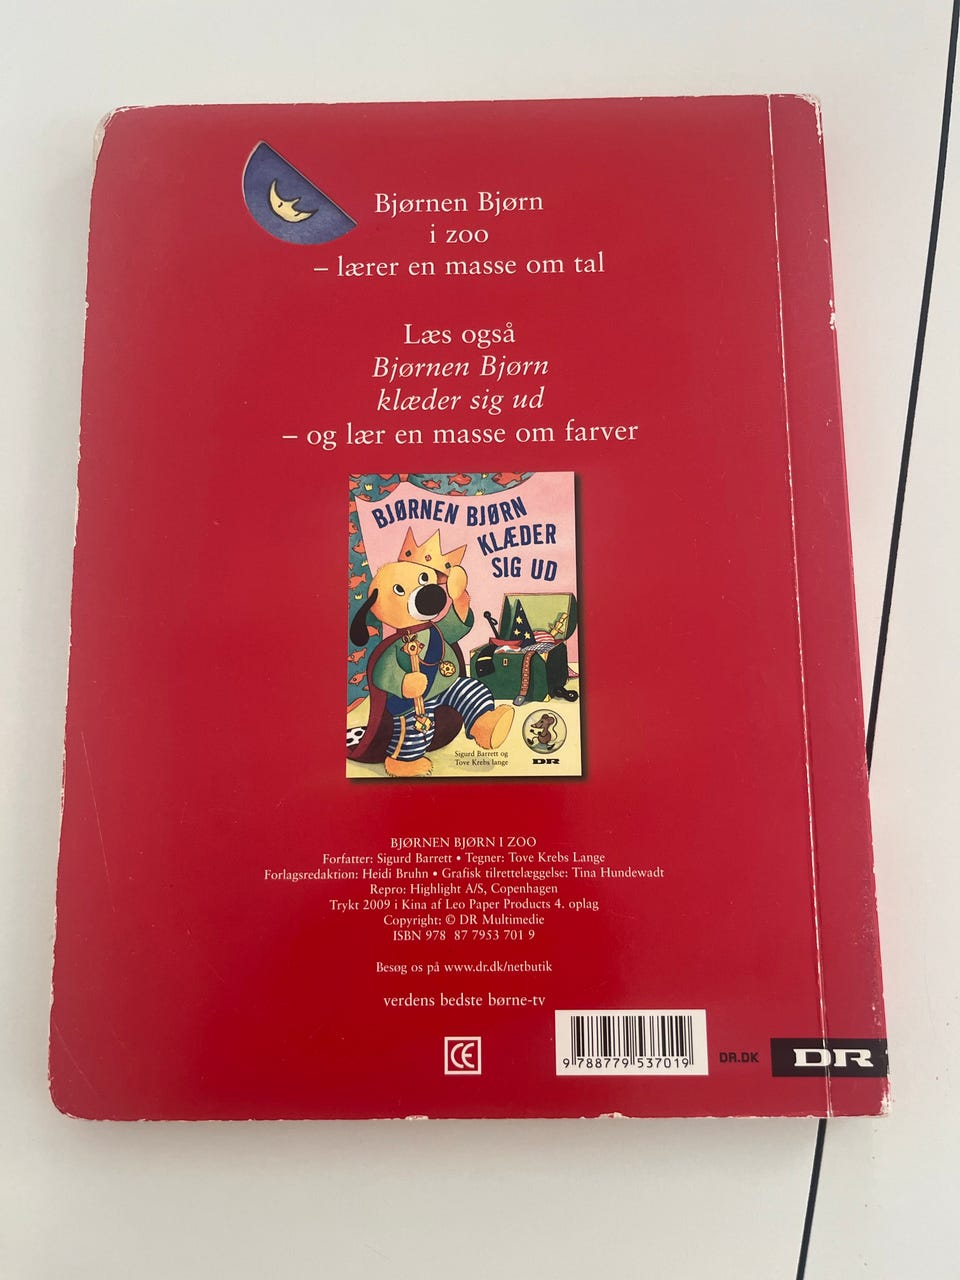 Bjørnen Bjørn
i zoo
– lærer en masse om tal
Læs også
Bjørnen Bjørn
klæder sig ud
– og lær en masse om farver
BJØRNEN BJØRN
KLÆDER
SIG UD
Sigurd Barrett og
Tove Krebs lange
DR
BJØRNEN BJØRN I ZOO
Forfatter: Sigurd Barrett • Tegner: Tove Krebs Lange
Forlagsredaktion: Heidi Bruhn • Grafisk tilrettelæggelse: Tina Hundewadt
Repro: Highlight A/S, Copenhagen
Trykt 2009 i Kina af Leo Paper Products 4. oplag
Copyright: © DR Multimedie
ISBN 978 87 7953 701 9
Besøg os på www.dr.dk/netbutik
verdens bedste børne-tv
CE
9 788779 537019
DR.DK
DR